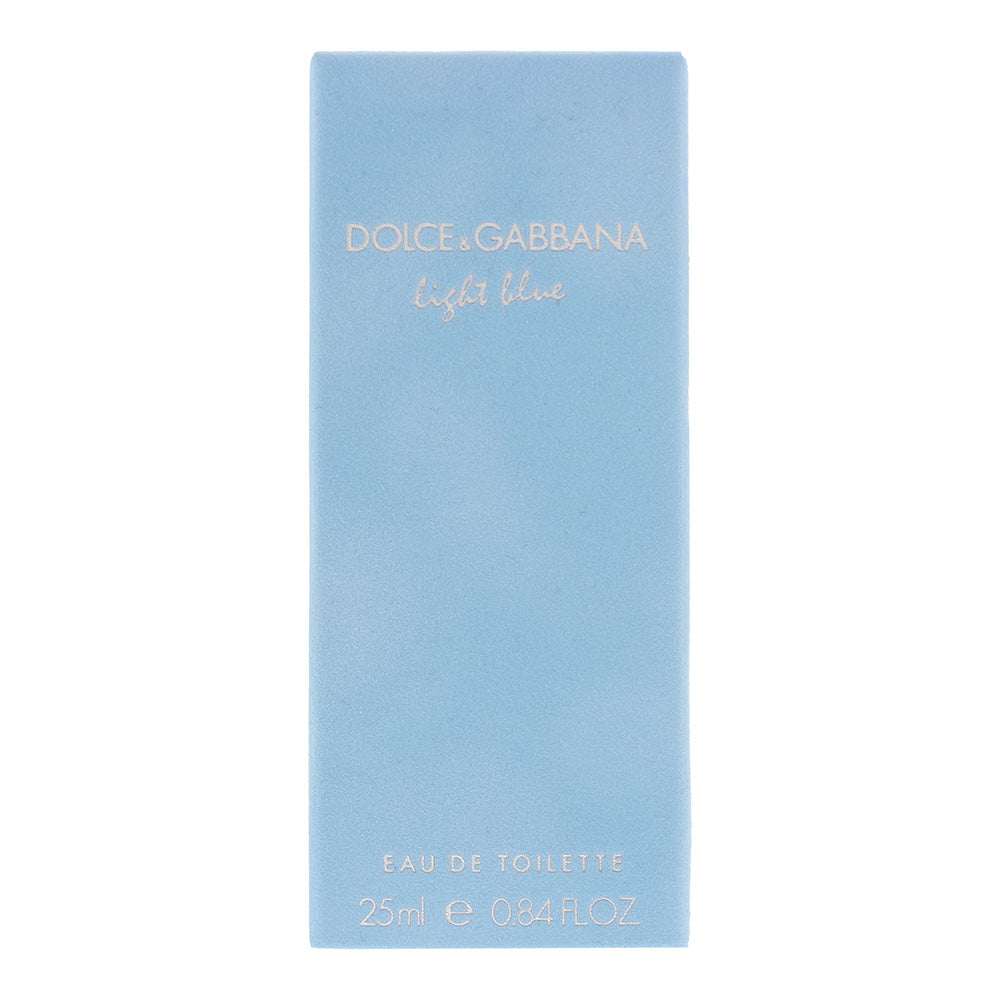 DOLCE & GABBANA
light blue
EAU DE TOILETTE
25ml ℮ 0.84 FL OZ